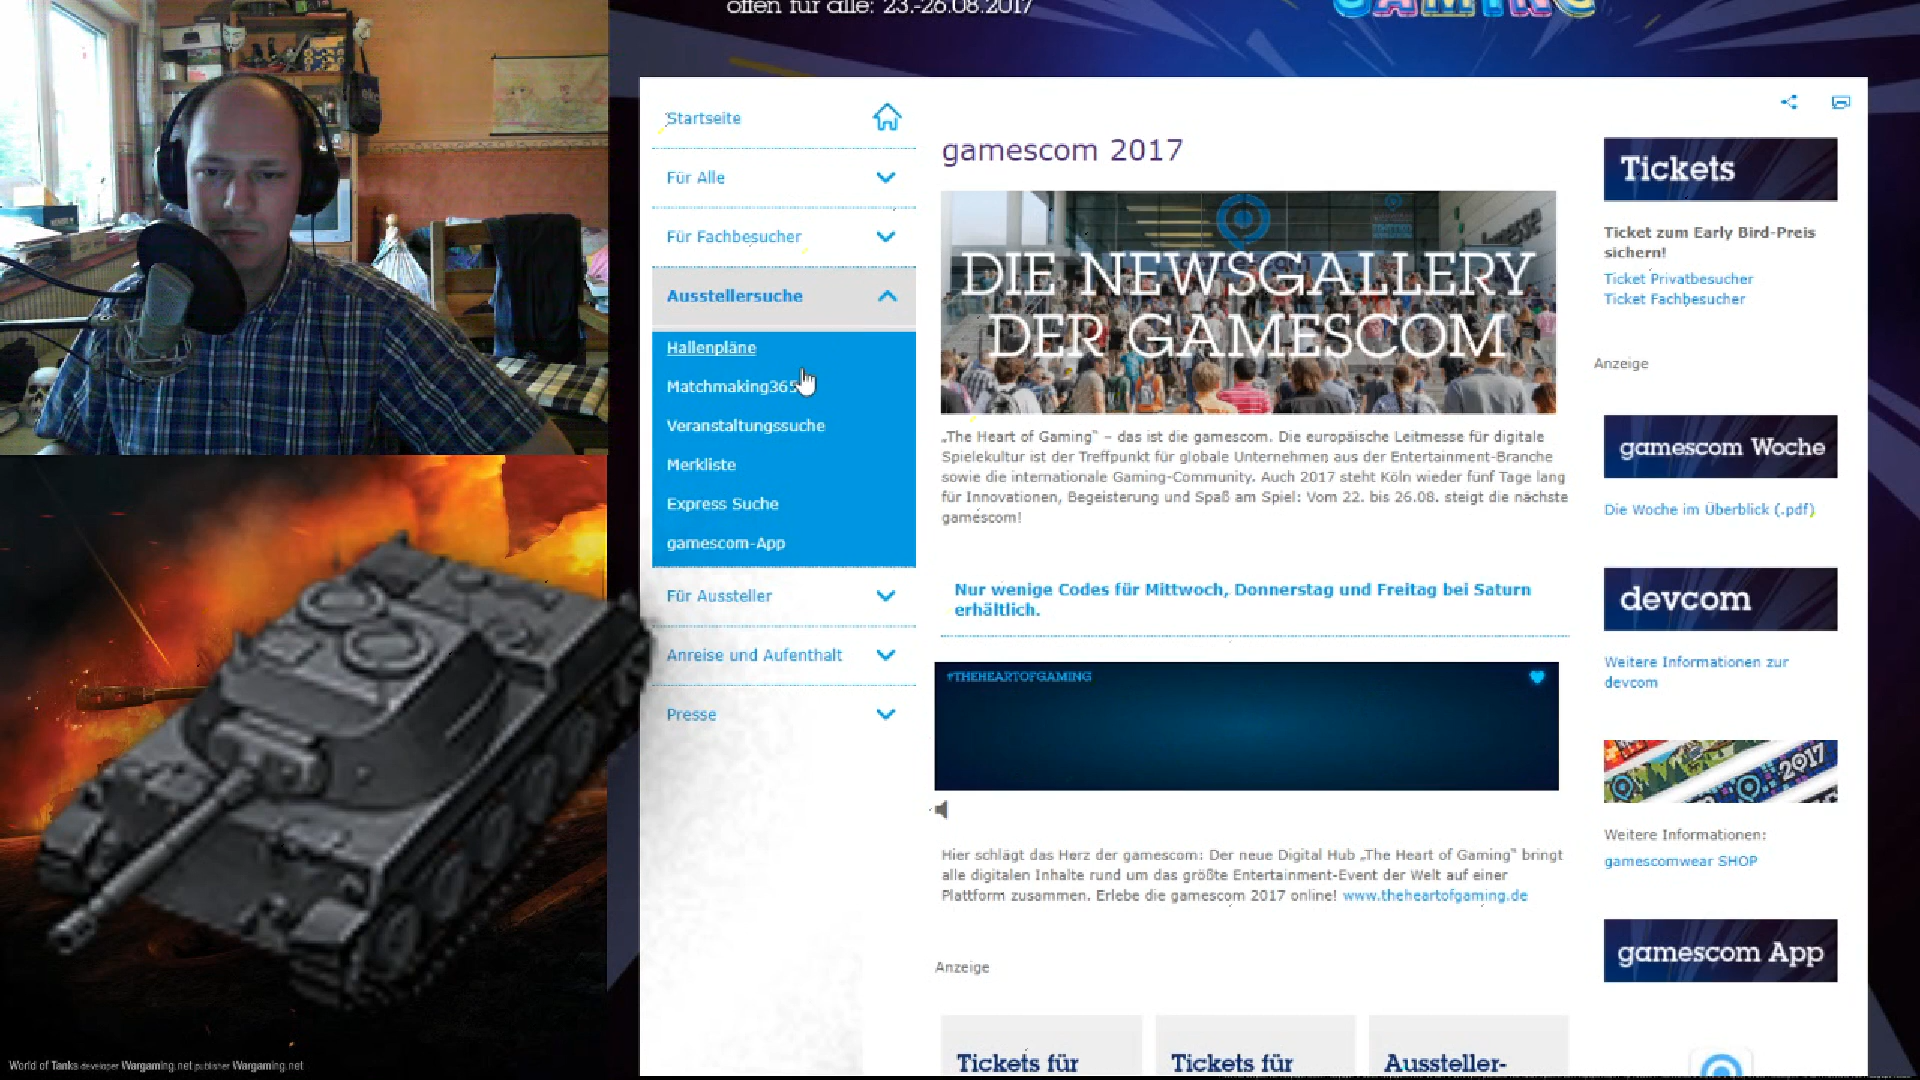 offen für alle: 23.-26.08.2017
GAMING
Startseite
Für Alle
Für Fachbesucher
Ausstellersuche
Hallenpläne
Matchmaking365
Veranstaltungssuche
Merkliste
Express Suche
gamescom-App
Für Aussteller
Anreise und Aufenthalt
Presse
gamescom 2017
DIE NEWSGALLERY
DER GAMESCOM
„The Heart of Gaming“ – das ist die gamescom. Die europäische Leitmesse für digitale
Spielekultur ist der Treffpunkt für globale Unternehmen aus der Entertainment-Branche
sowie die internationale Gaming-Community. Auch 2017 steht Köln wieder fünf Tage lang
für Innovationen, Begeisterung und Spaß am Spiel: Vom 22. bis 26.08. steigt die nächste
gamescom!
Nur wenige Codes für Mittwoch, Donnerstag und Freitag bei Saturn
erhältlich.
#THEHEARTOFGAMING
Hier schlägt das Herz der gamescom: Der neue Digital Hub „The Heart of Gaming“ bringt
alle digitalen Inhalte rund um das größte Entertainment-Event der Welt auf einer
Plattform zusammen. Erlebe die gamescom 2017 online! www.theheartofgaming.de
Anzeige
Tickets für
Tickets für
Aussteller-
Tickets
Ticket zum Early Bird-Preis
sichern!
Ticket Privatbesucher
Ticket Fachbesucher
Anzeige
gamescom Woche
Die Woche im Überblick (.pdf)
devcom
Weitere Informationen zur
devcom
2017
Weitere Informationen:
gamescomwear SHOP
gamescom App
World of Tanks developer Wargaming.net publisher Wargaming.net